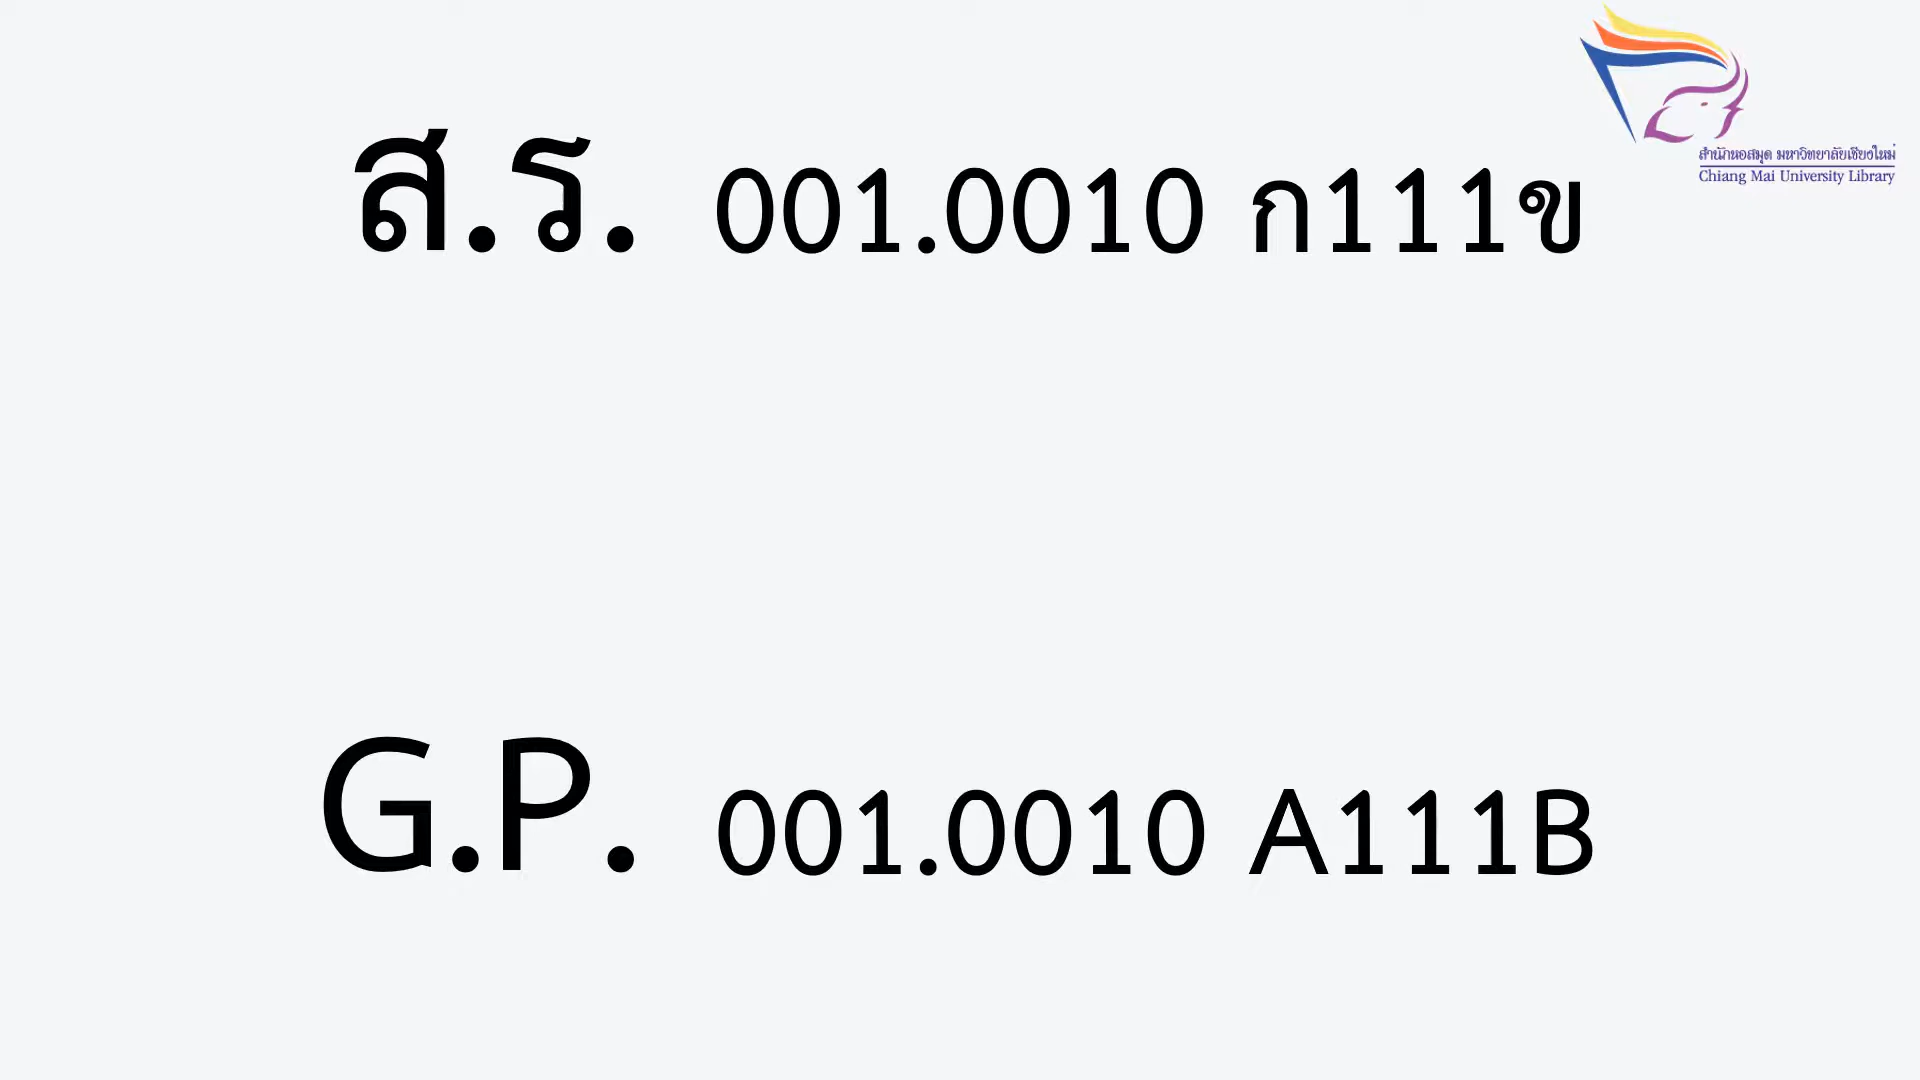 สำนักหอสมุด มหาวิทยาลัยเชียงใหม่
Chiang Mai University Library
ส.ร. 001.0010 ก111ข
G.P. 001.0010 A111B